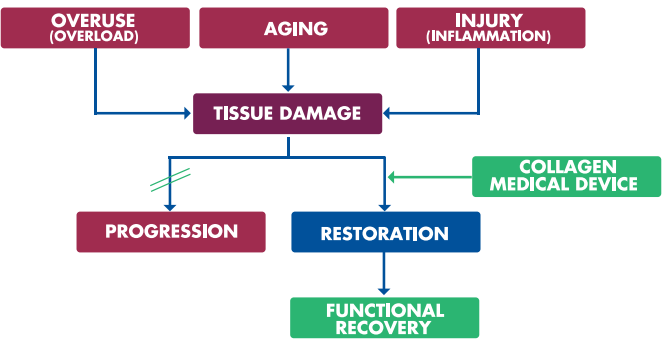 OVERUSE
(OVERLOAD)
AGING
INJURY
(INFLAMMATION)
TISSUE DAMAGE
COLLAGEN
MEDICAL DEVICE
PROGRESSION
RESTORATION
FUNCTIONAL
RECOVERY